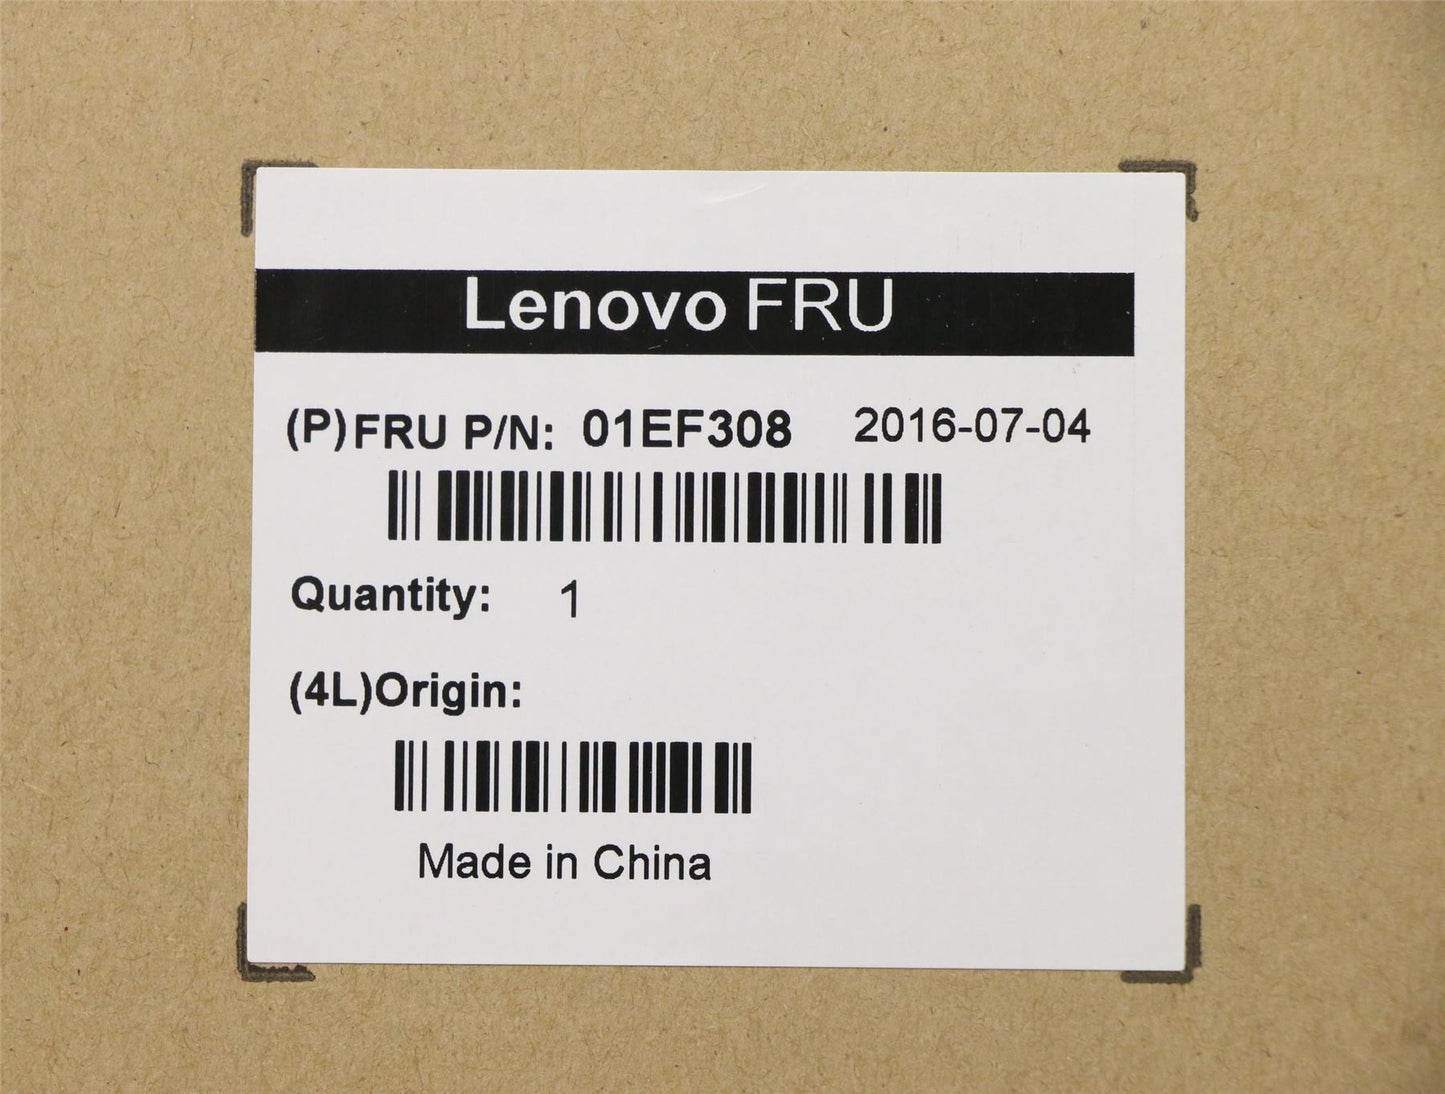 Lenovo FRU
(P)FRU P/N: 01EF308 2016-07-04
Quantity: 1
(4L)Origin:
Made in China